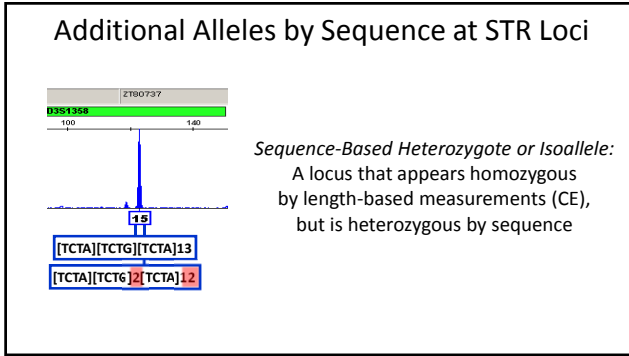 Additional Alleles by Sequence at STR Loci
ZT80737
D3S1358
100 140
15
[TCTA][TCTG][TCTA]13
[TCTA][TCTG]2[TCTA]12
Sequence-Based Heterozygote or Isoallele:
A locus that appears homozygous
by length-based measurements (CE),
but is heterozygous by sequence